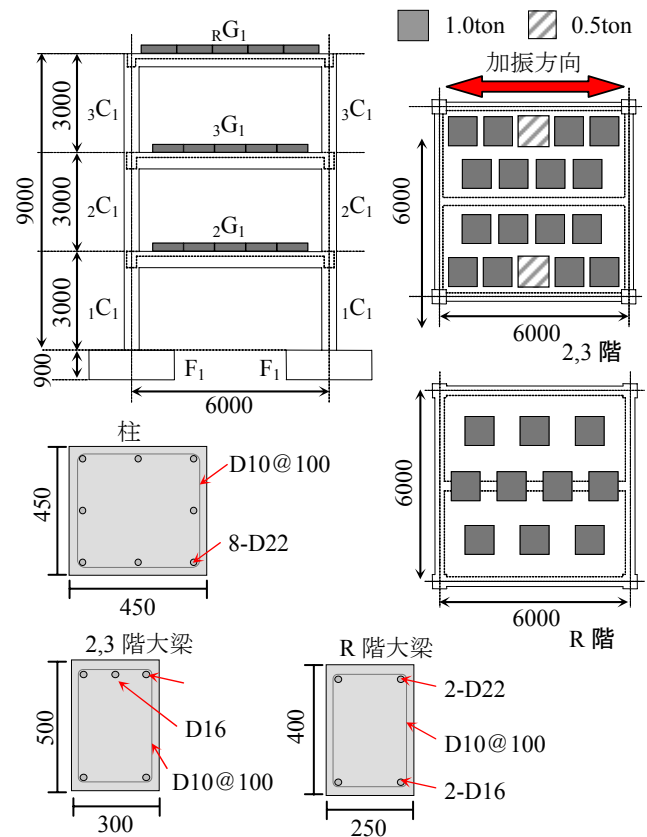 1.0ton 0.5ton
加振方向
RG1
3000 3C1 3C1
3G1
9000 3000 2C1 2C1
2G1
3000 1C1 1C1
900 F1 F1
6000
6000
6000
2,3 階
柱
450 D10@100
8-D22
450
6000
6000
R 階
2,3 階大梁
500 D16
D10@100
300
R 階大梁
400 2-D22
D10@100
2-D16
250